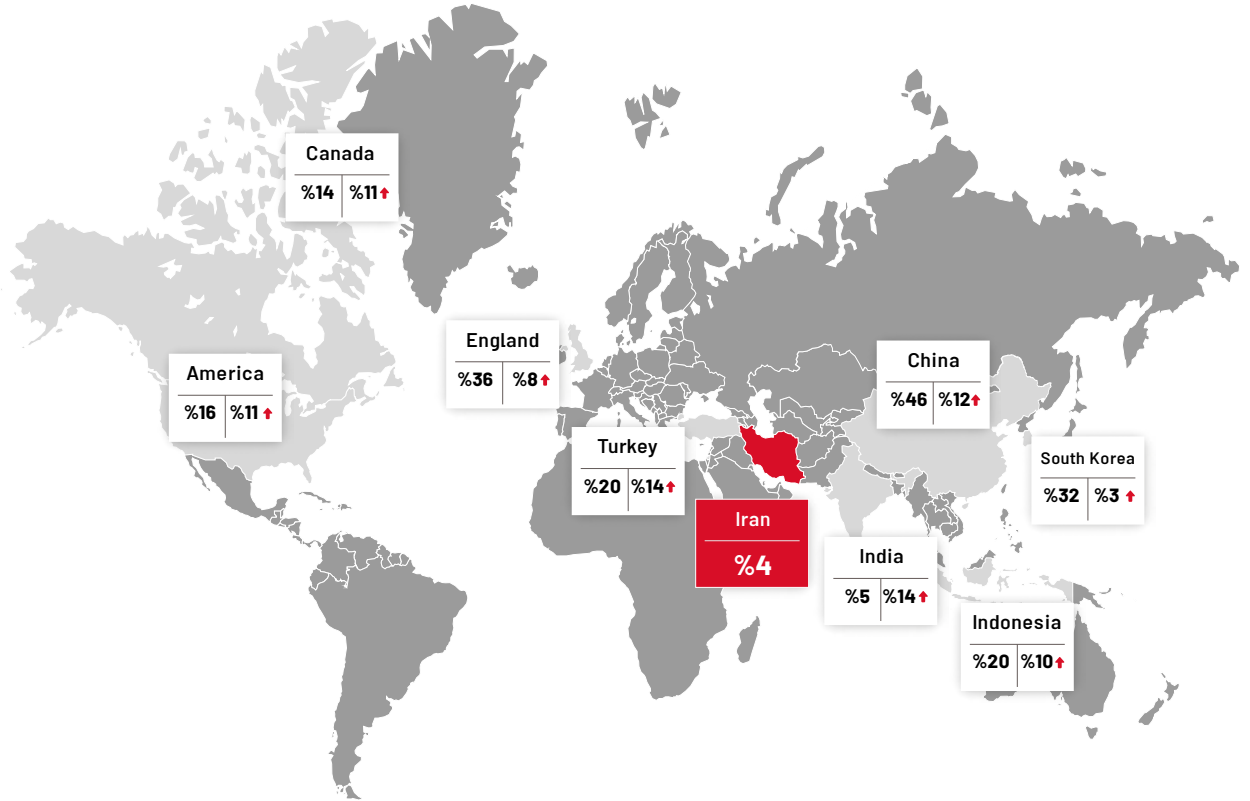 Canada
%14 %11
England
%36 %8
America
%16 %11
China
%46 %12
Turkey
%20 %14
South Korea
%32 %3
Iran
%4
India
%5 %14
Indonesia
%20 %10